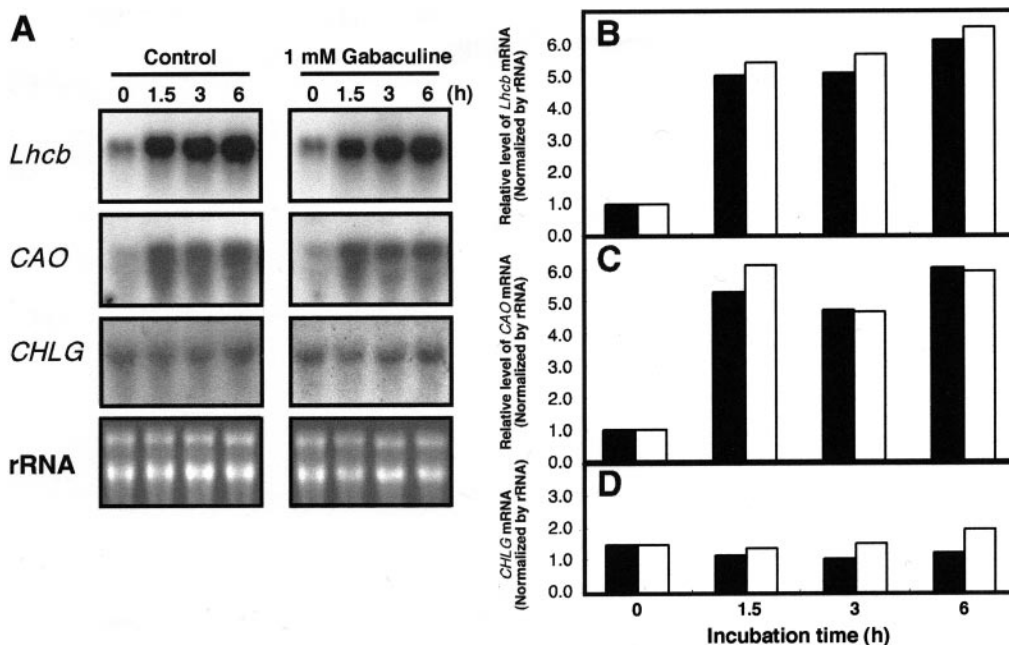 A
Control
1 mM Gabaculine
0 1.5 3 6
0 1.5 3 6 (h)
Lhcb
CAO
CHLG
rRNA
B
Relative level of Lhcb mRNA
(Normalized by rRNA)
6.0
5.0
4.0
3.0
2.0
1.0
0.0
C
Relative level of CAO mRNA
(Normalized by rRNA)
6.0
5.0
4.0
3.0
2.0
1.0
0.0
D
CHLG mRNA
(Normalized by rRNA)
3.0
2.0
1.0
0.0
0 1.5 3 6
Incubation time (h)